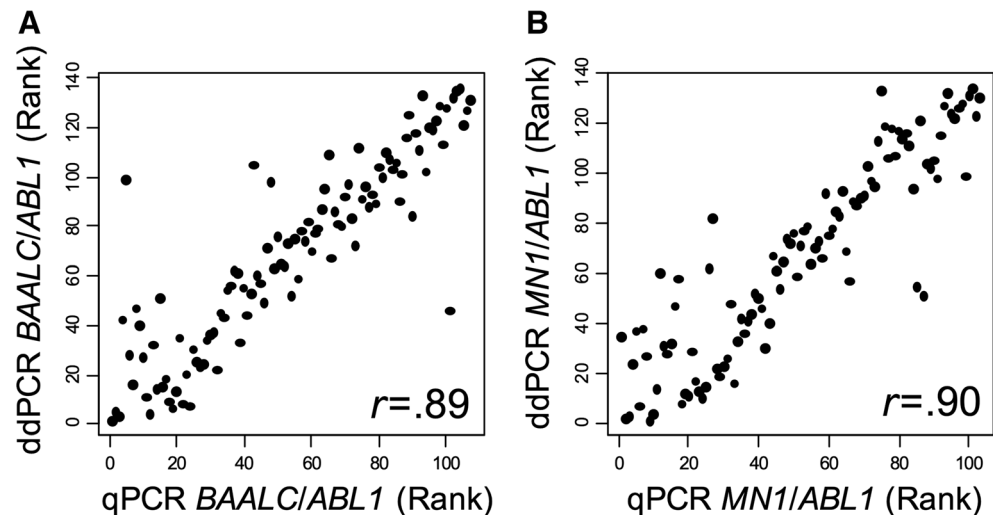 A
ddPCR BAALC/ABL1 (Rank)
140
120
100
80
60
40
20
0
r=.89
0 20 40 60 80 100
qPCR BAALC/ABL1 (Rank)
B
ddPCR MN1/ABL1 (Rank)
140
120
100
80
60
40
20
0
r=.90
0 20 40 60 80 100
qPCR MN1/ABL1 (Rank)